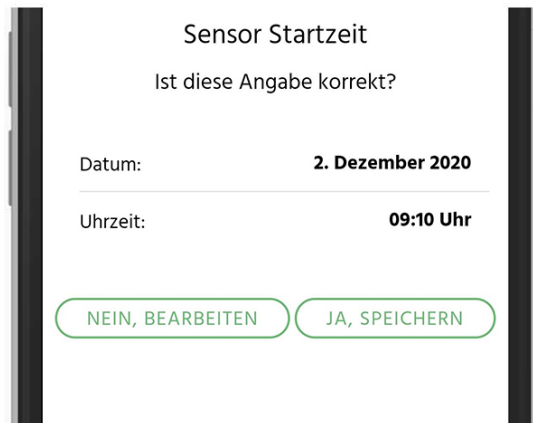 Sensor Startzeit
Ist diese Angabe korrekt?
Datum: 2. Dezember 2020
Uhrzeit: 09:10 Uhr
NEIN, BEARBEITEN JA, SPEICHERN